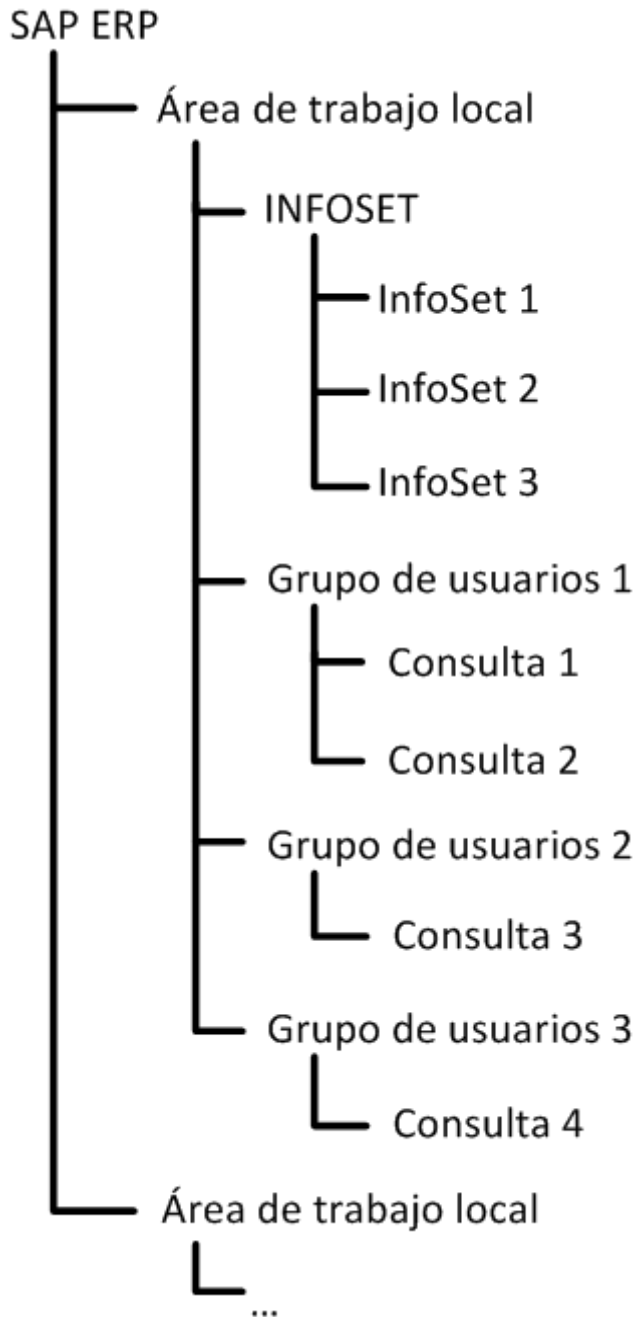 SAP ERP
Área de trabajo local
INFOSET
InfoSet 1
InfoSet 2
InfoSet 3
Grupo de usuarios 1
Consulta 1
Consulta 2
Grupo de usuarios 2
Consulta 3
Grupo de usuarios 3
Consulta 4
Área de trabajo local
...